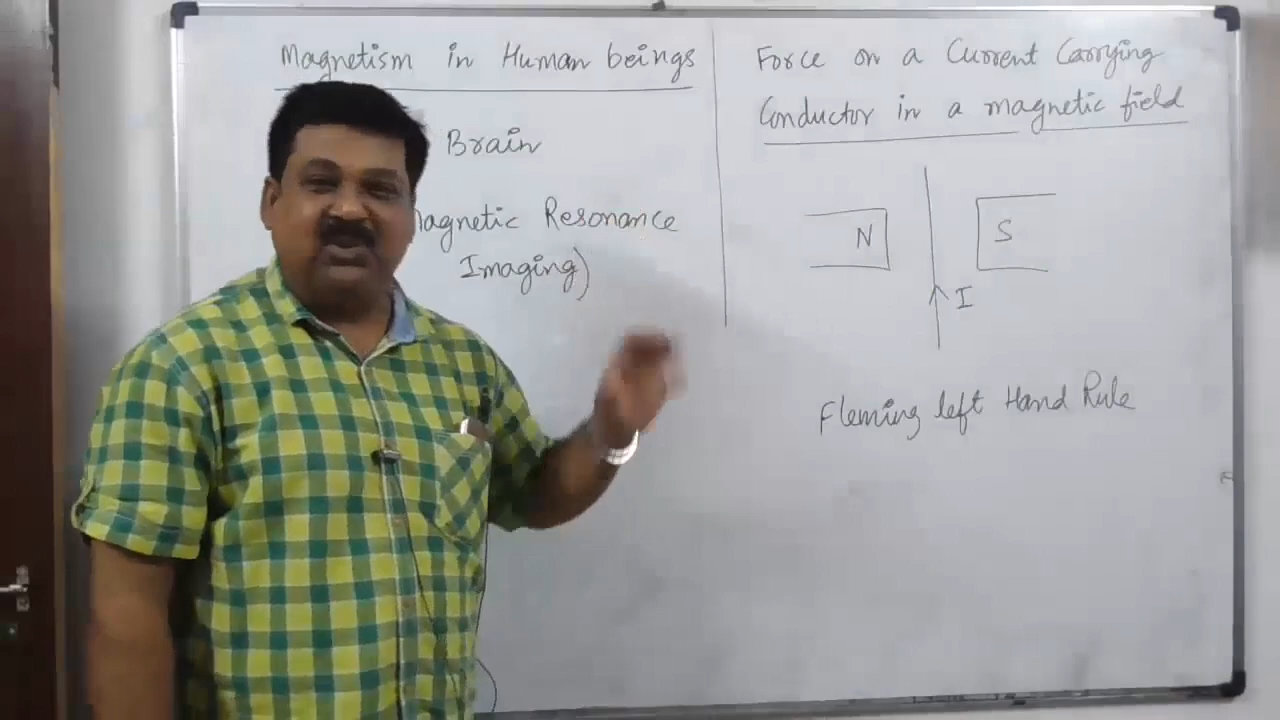 Magnetism in Human beings
Brain
Magnetic Resonance
Imaging)
Force on a Current Carrying
Conductor in a magnetic field
N
S
I
Fleming left Hand Rule